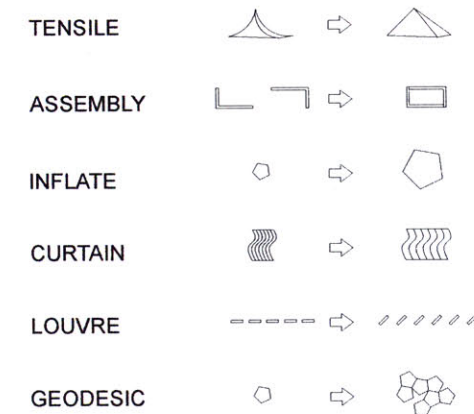 TENSILE
ASSEMBLY
INFLATE
CURTAIN
LOUVRE
GEODESIC